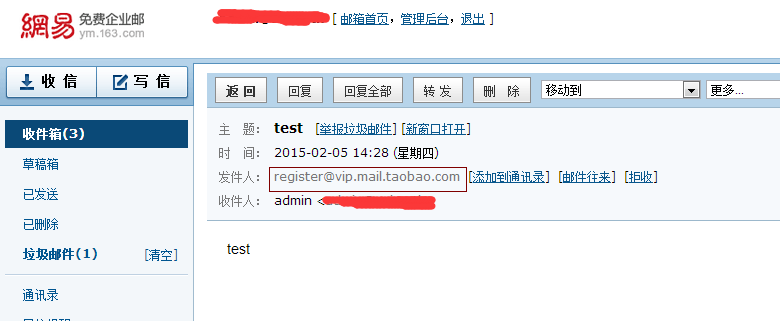 網易 免费企业邮
ym.163.com
[ 邮箱首页, 管理后台, 退出 ]
收 信 写 信
返 回 回复 回复全部 转 发 删 除 移动到 更多...
收件箱(3)
草稿箱
已发送
已删除
垃圾邮件(1) [清空]
通讯录
主 题: test [举报垃圾邮件] [新窗口打开]
时 间: 2015-02-05 14:28 (星期四)
发件人: register@vip.mail.taobao.com [添加到通讯录] [邮件往来] [拒收]
收件人: admin <
test